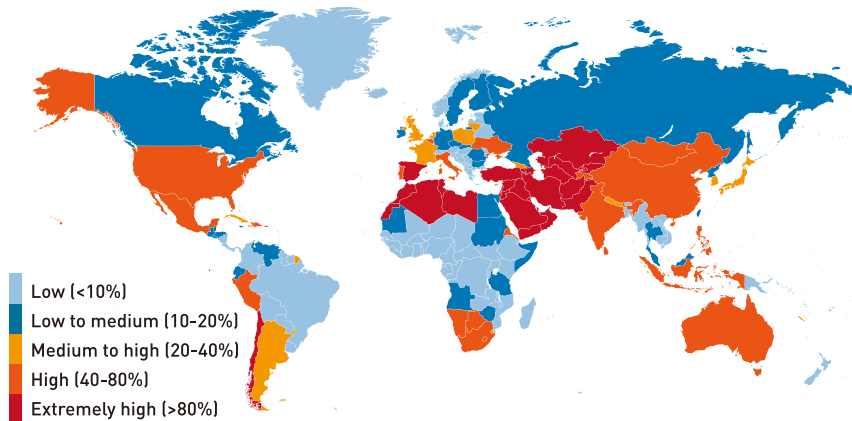 Low (<10%)
Low to medium (10-20%)
Medium to high (20-40%)
High (40-80%)
Extremely high (>80%)